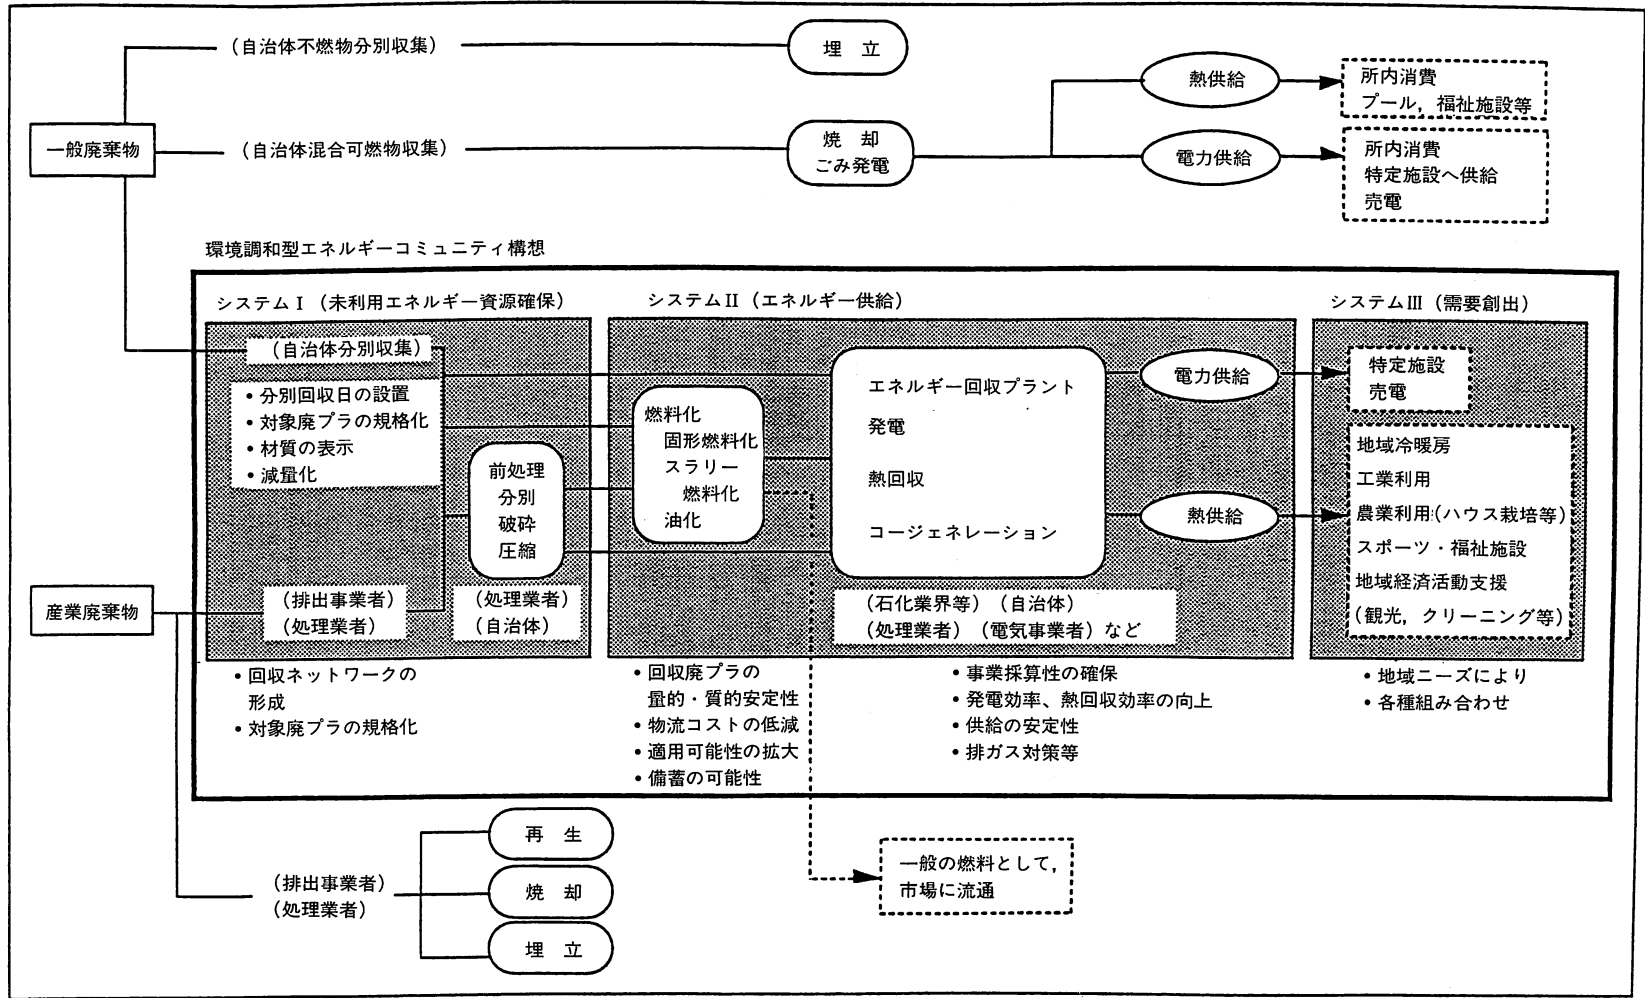 (自治体不燃物分別収集)
埋 立
一般廃棄物
(自治体混合可燃物収集)
焼 却
ごみ発電
熱供給
所内消費
プール,福祉施設等
電力供給
所内消費
特定施設へ供給
売電
環境調和型エネルギーコミュニティ構想
システムⅠ(未利用エネルギー資源確保)
(自治体分別収集)
•分別回収日の設置
•対象廃プラの規格化
•材質の表示
•減量化
前処理
分別
破砕
圧縮
産業廃棄物
(排出事業者)
(処理業者)
(処理業者)
(自治体)
•回収ネットワークの
形成
•対象廃プラの規格化
システムⅡ(エネルギー供給)
燃料化
固形燃料化
スラリー
燃料化
油化
エネルギー回収プラント
発電
熱回収
コージェネレーション
(石化業界等)(自治体)
(処理業者)(電気事業者)など
電力供給
熱供給
•回収廃プラの
量的・質的安定性
•物流コストの低減
•適用可能性の拡大
•備蓄の可能性
•事業採算性の確保
•発電効率、熱回収効率の向上
•供給の安定性
•排ガス対策等
システムⅢ(需要創出)
特定施設
売電
地域冷暖房
工業利用
農業利用(ハウス栽培等)
スポーツ・福祉施設
地域経済活動支援
(観光,クリーニング等)
•地域ニーズにより
•各種組み合わせ
(排出事業者)
(処理業者)
再 生
焼 却
埋 立
一般の燃料として,
市場に流通